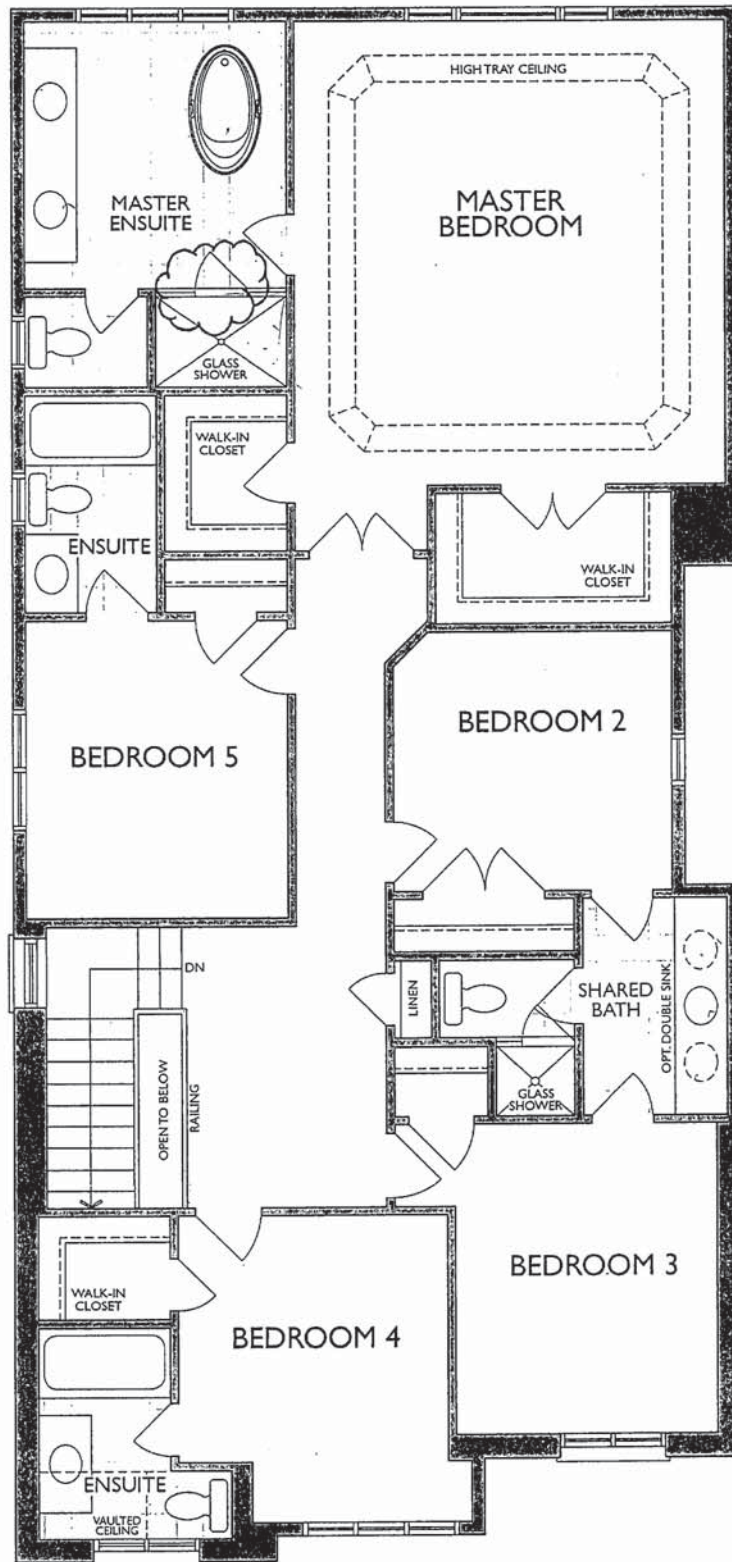 HIGH TRAY CEILING
MASTER
BEDROOM
MASTER
ENSUITE
GLASS
SHOWER
WALK-IN
CLOSET
ENSUITE
WALK-IN
CLOSET
BEDROOM 2
BEDROOM 5
DN
LINEN
SHARED
BATH
OPT. DOUBLE SINK
OPEN TO BELOW
RAILING
GLASS
SHOWER
BEDROOM 3
WALK-IN
CLOSET
BEDROOM 4
ENSUITE
VAULTED
CEILING